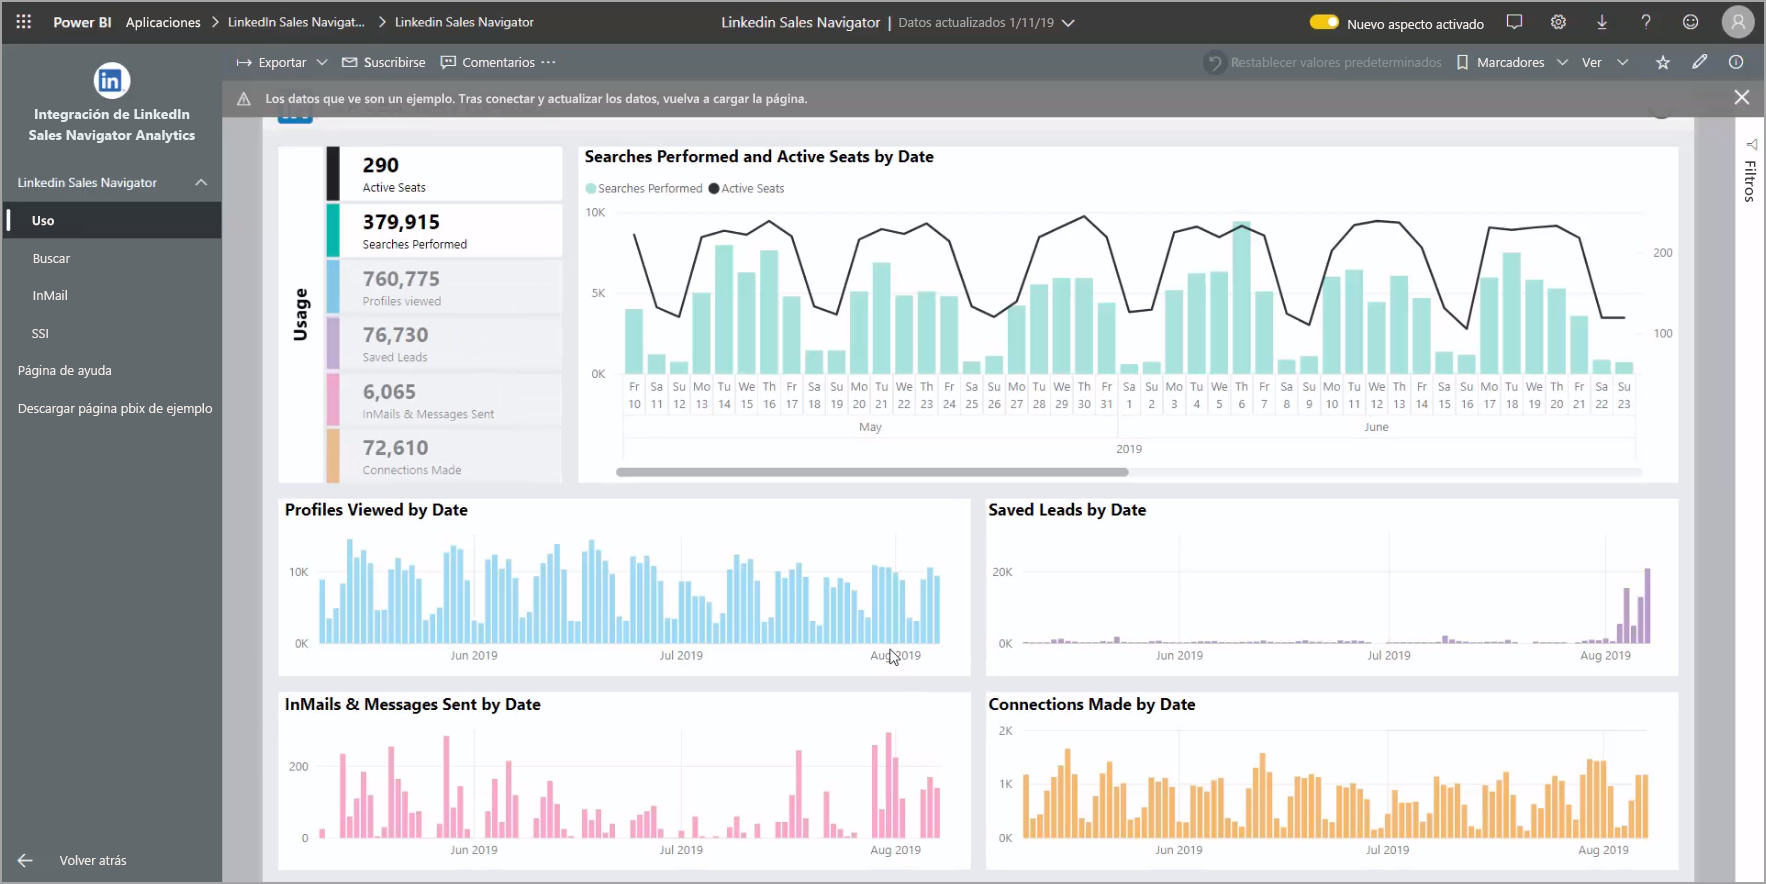 Power BI Aplicaciones LinkedIn Sales Navigat... Linkedin Sales Navigator
Linkedin Sales Navigator | Datos actualizados 1/11/19
Nuevo aspecto activado
Exportar Suscribirse Comentarios ···
Restablecer valores predeterminados Marcadores Ver
Los datos que ve son un ejemplo. Tras conectar y actualizar los datos, vuelva a cargar la página.
in
Integración de LinkedIn
Sales Navigator Analytics
Linkedin Sales Navigator
Uso
Buscar
InMail
SSI
Página de ayuda
Descargar página pbix de ejemplo
Volver atrás
Filtros
Usage
290
Active Seats
379,915
Searches Performed
760,775
Profiles viewed
76,730
Saved Leads
6,065
InMails & Messages Sent
72,610
Connections Made
Searches Performed and Active Seats by Date
Searches Performed Active Seats
10K
5K
0K
200
100
Fr Sa Su Mo Tu We Th Fr Sa Su Mo Tu We Th Fr Sa Su Mo Tu We Th Fr Sa Su Mo Tu We Th Fr Sa Su Mo Tu We Th Fr Sa Su Mo Tu We Th Fr Sa Su
10 11 12 13 14 15 16 17 18 19 20 21 22 23 24 25 26 27 28 29 30 31 1 2 3 4 5 6 7 8 9 10 11 12 13 14 15 16 17 18 19 20 21 22 23
May June
2019
Profiles Viewed by Date
10K
0K
Jun 2019 Jul 2019 Aug 2019
Saved Leads by Date
20K
0K
Jun 2019 Jul 2019 Aug 2019
InMails & Messages Sent by Date
200
0
Jun 2019 Jul 2019 Aug 2019
Connections Made by Date
2K
1K
0K
Jun 2019 Jul 2019 Aug 2019